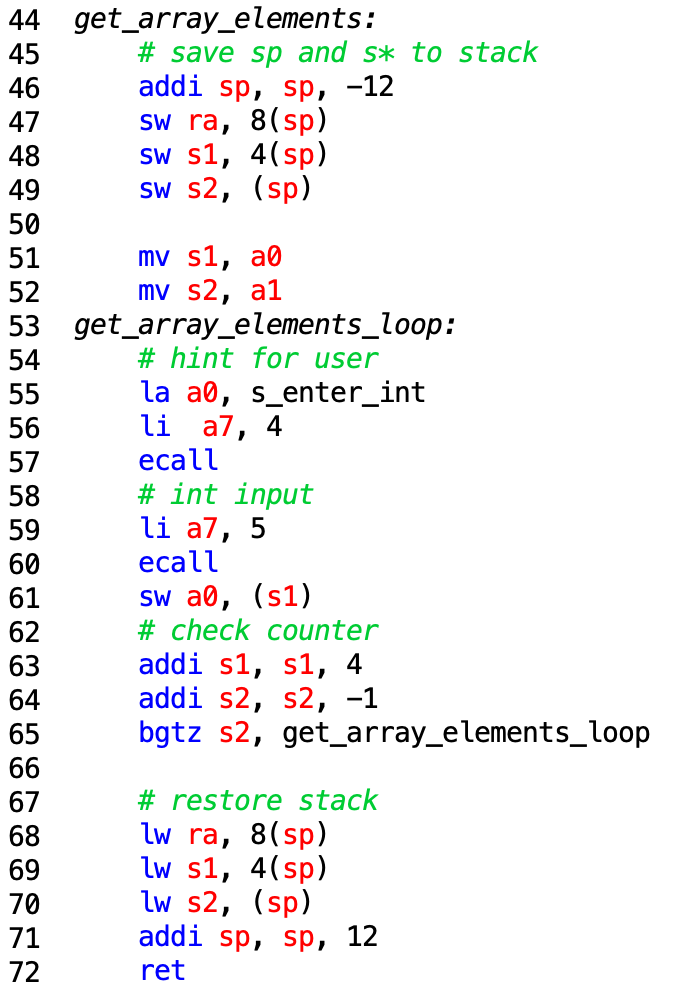 44 get_array_elements:
45 # save sp and s* to stack
46 addi sp, sp, -12
47 sw ra, 8(sp)
48 sw s1, 4(sp)
49 sw s2, (sp)
50
51 mv s1, a0
52 mv s2, a1
53 get_array_elements_loop:
54 # hint for user
55 la a0, s_enter_int
56 li  a7, 4
57 ecall
58 # int input
59 li a7, 5
60 ecall
61 sw a0, (s1)
62 # check counter
63 addi s1, s1, 4
64 addi s2, s2, -1
65 bgtz s2, get_array_elements_loop
66
67 # restore stack
68 lw ra, 8(sp)
69 lw s1, 4(sp)
70 lw s2, (sp)
71 addi sp, sp, 12
72 ret